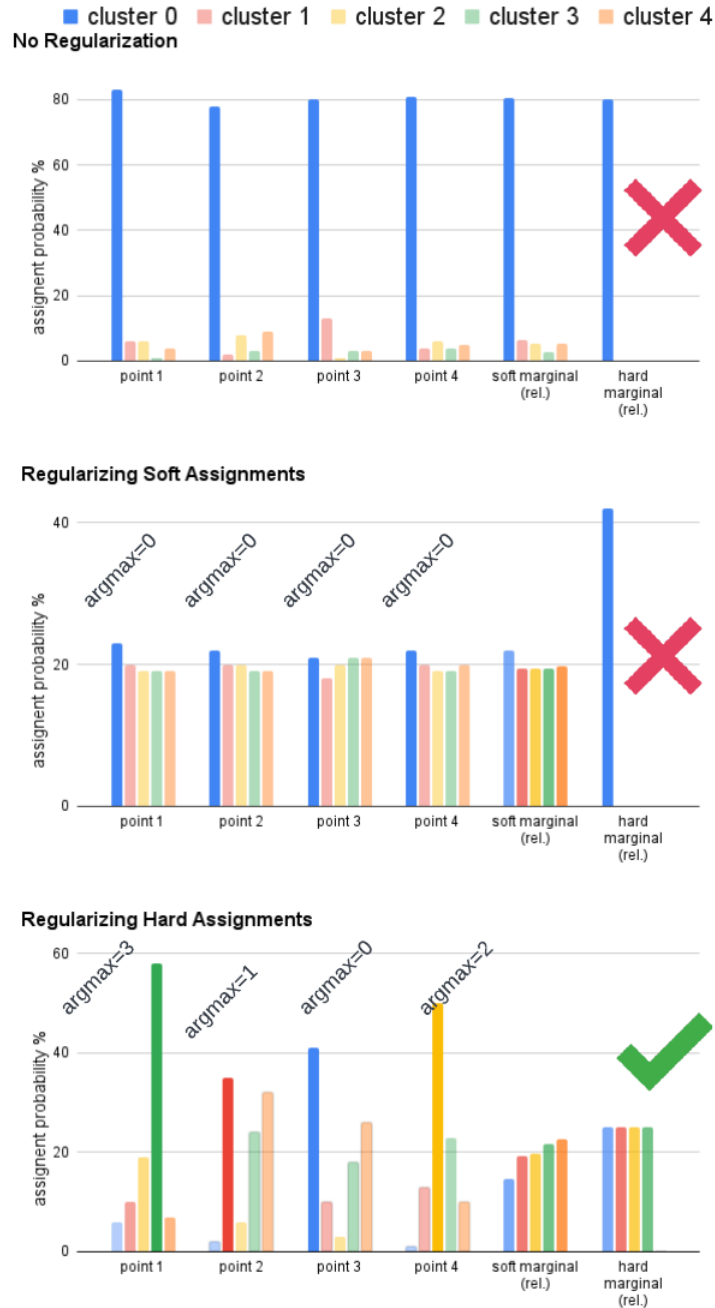 cluster 0 cluster 1 cluster 2 cluster 3 cluster 4
No Regularization
assignent probability %
80
60
40
20
0
point 1 point 2 point 3 point 4 soft marginal (rel.) hard marginal (rel.)
Regularizing Soft Assignments
assignent probability %
40
20
0
argmax=0 argmax=0 argmax=0 argmax=0
point 1 point 2 point 3 point 4 soft marginal (rel.) hard marginal (rel.)
Regularizing Hard Assignments
assignent probability %
60
40
20
0
argmax=3 argmax=1 argmax=0 argmax=2
point 1 point 2 point 3 point 4 soft marginal (rel.) hard marginal (rel.)